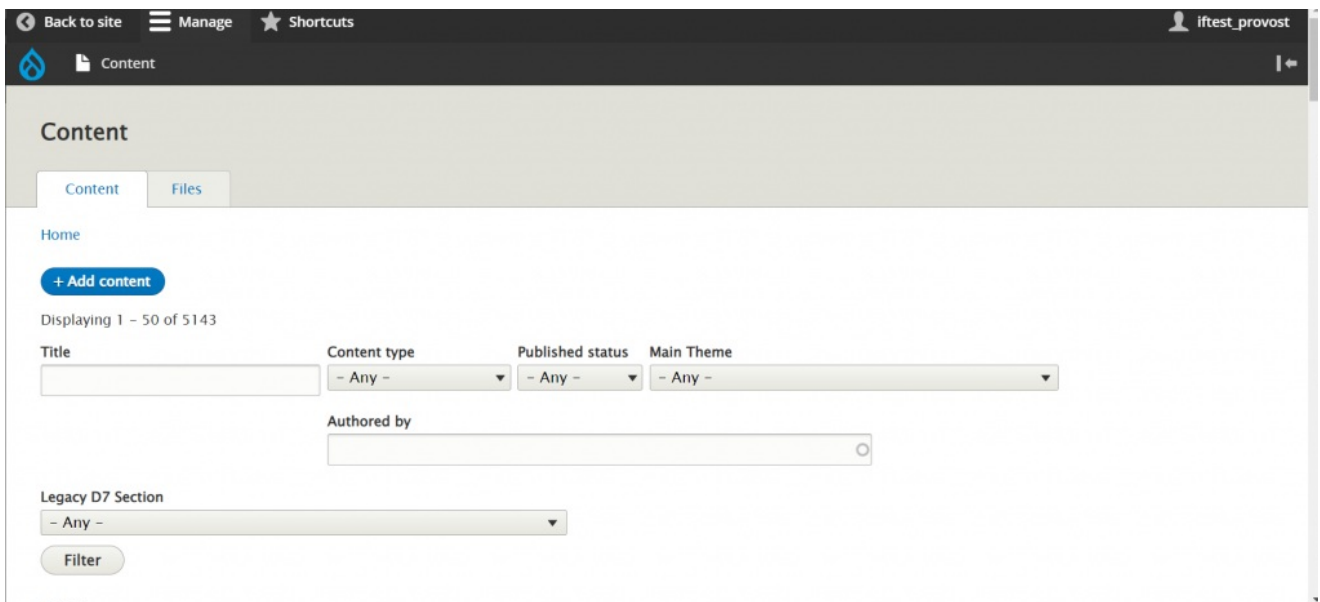 Back to site Manage Shortcuts iftest_provost
Content
Content
Content Files
Home
+ Add content
Displaying 1 – 50 of 5143
Title Content type Published status Main Theme
– Any – – Any – – Any –
Authored by
Legacy D7 Section
– Any –
Filter